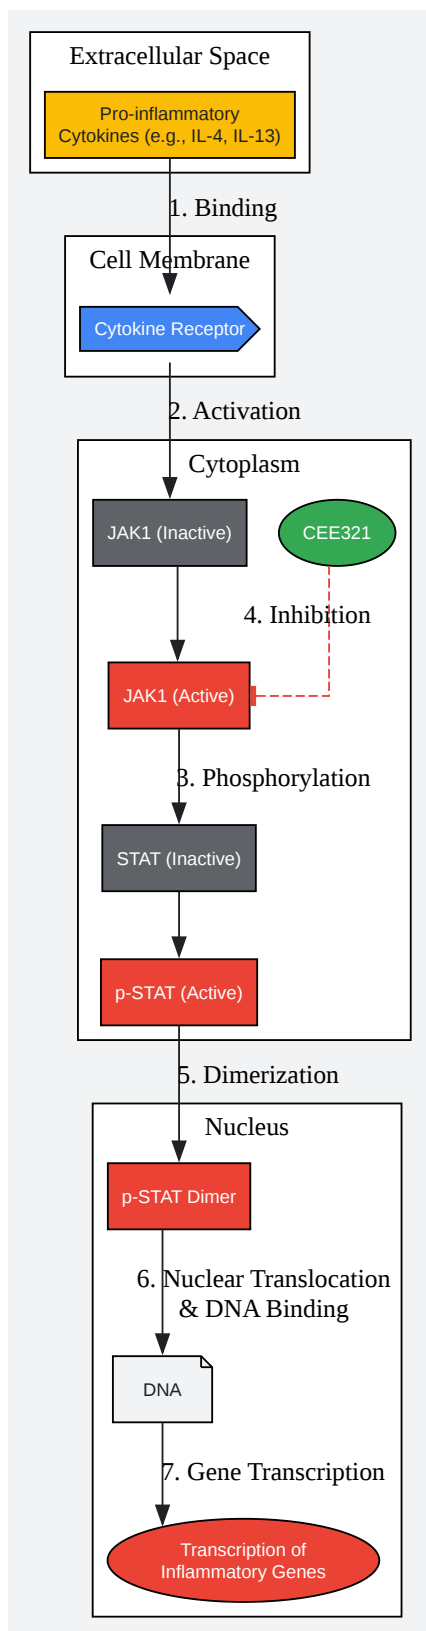 Extracellular Space
Pro-inflammatory
Cytokines (e.g., IL-4, IL-13)
1. Binding
Cell Membrane
Cytokine Receptor
2. Activation
Cytoplasm
JAK1 (Inactive)
CEE321
4. Inhibition
JAK1 (Active)
3. Phosphorylation
STAT (Inactive)
p-STAT (Active)
5. Dimerization
Nucleus
p-STAT Dimer
6. Nuclear Translocation
& DNA Binding
DNA
7. Gene Transcription
Transcription of
Inflammatory Genes